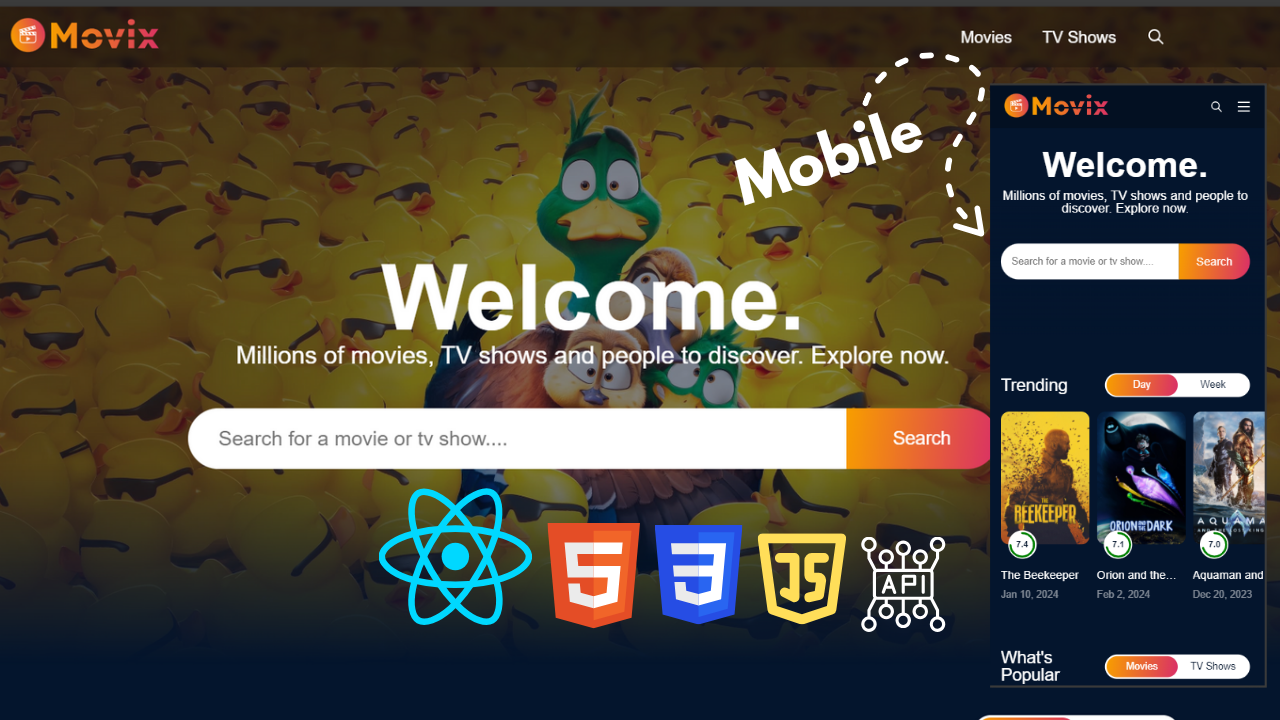 Movix
Movies
TV Shows
Mobile
Welcome.
Millions of movies, TV shows and people to discover. Explore now.
Search for a movie or tv show....
Search
5
3
JS
API
Movix
Welcome.
Millions of movies, TV shows and people to
discover. Explore now.
Search for a movie or tv show....
Search
Trending
Day
Week
THE
BEEKEEPER
ORION AND THE DARK
AQUAMA
7.4
7.1
7.0
The Beekeeper
Orion and the...
Aquaman and
Jan 10, 2024
Feb 2, 2024
Dec 20, 2023
What's
Popular
Movies
TV Shows